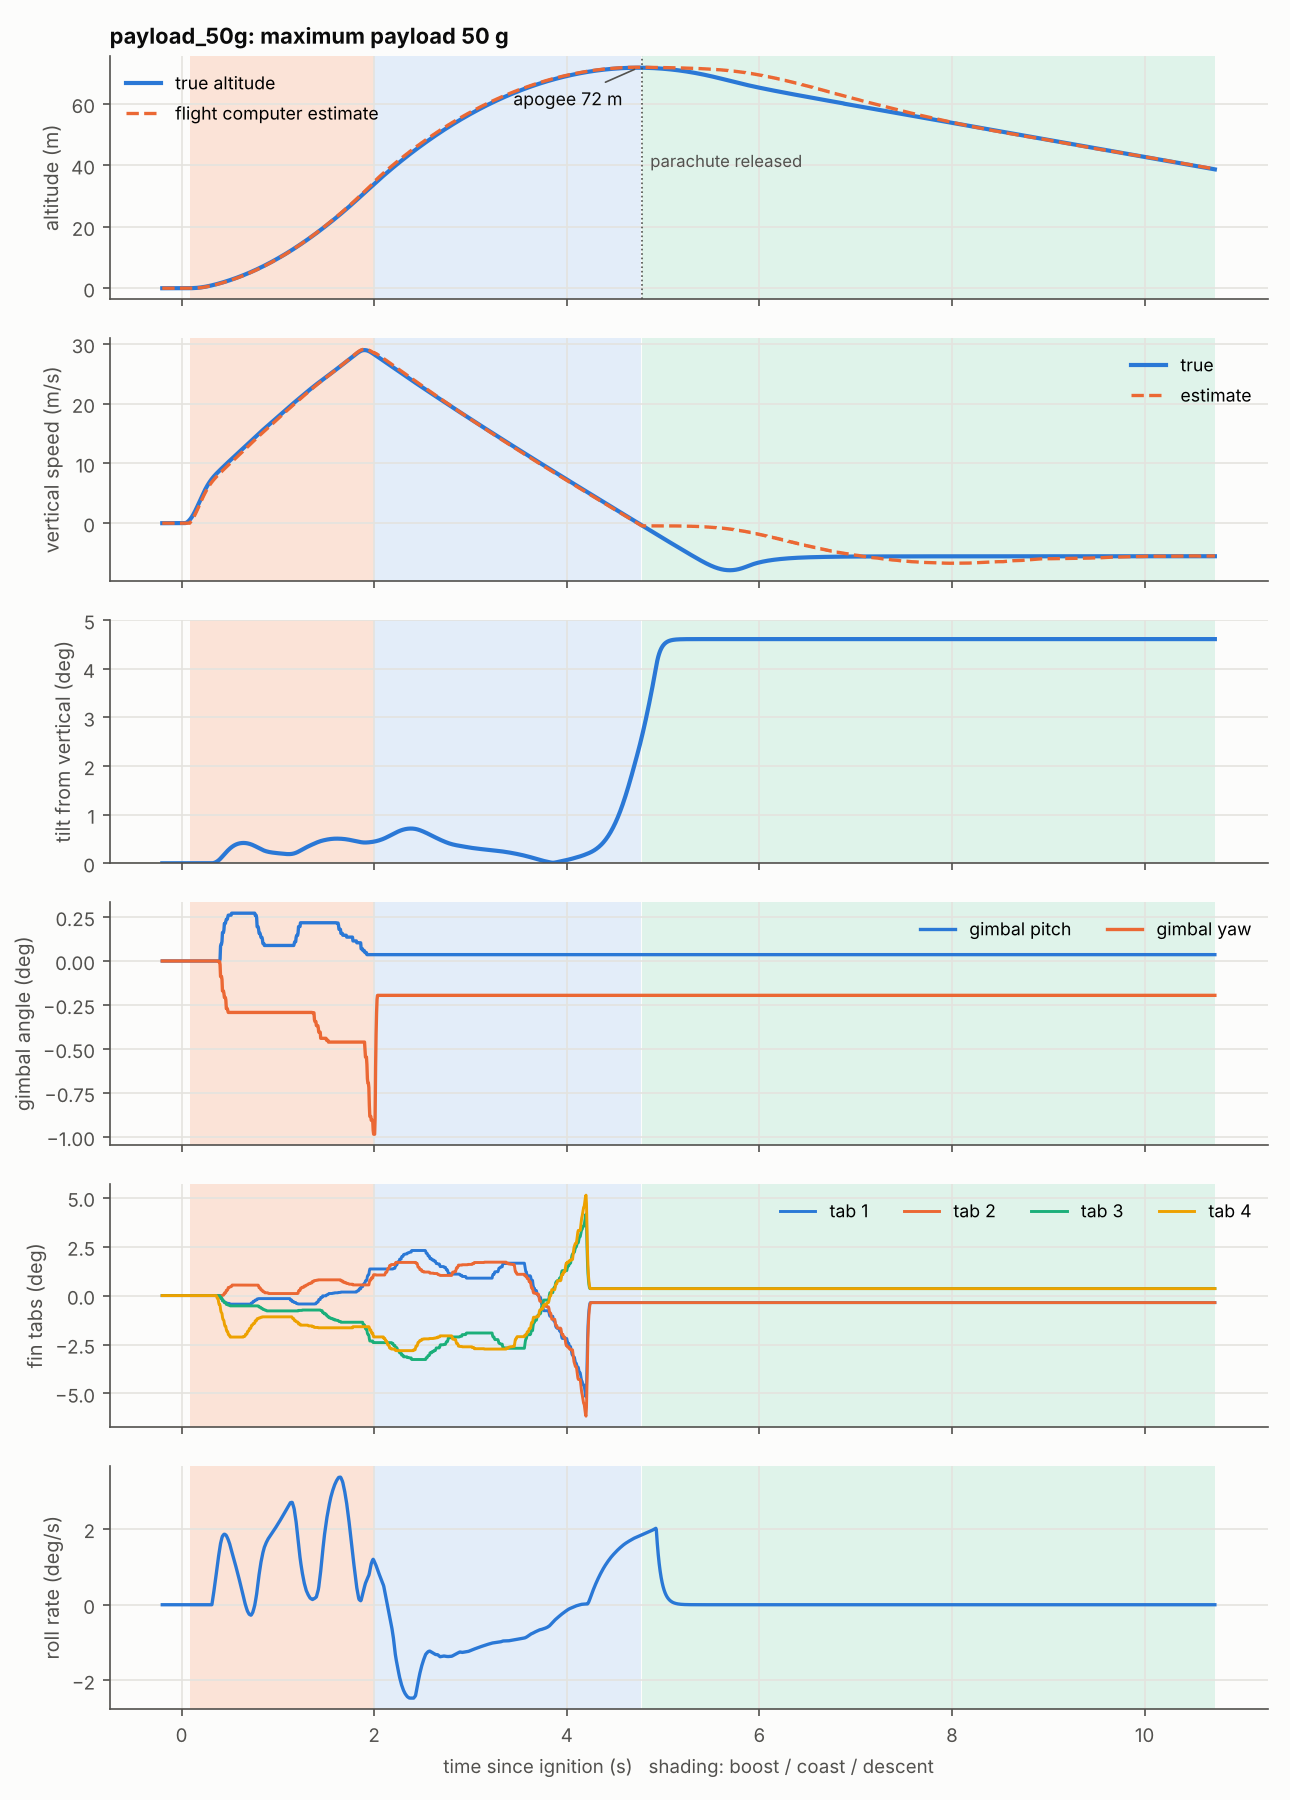 payload_50g: maximum payload 50 g
true altitude
flight computer estimate
apogee 72 m
parachute released
altitude (m)
60
40
20
0
true
estimate
vertical speed (m/s)
30
20
10
0
tilt from vertical (deg)
5
4
3
2
1
0
gimbal pitch
gimbal yaw
gimbal angle (deg)
0.25
0.00
−0.25
−0.50
−0.75
−1.00
tab 1
tab 2
tab 3
tab 4
fin tabs (deg)
5.0
2.5
0.0
−2.5
−5.0
roll rate (deg/s)
2
0
−2
0 2 4 6 8 10
time since ignition (s) shading: boost / coast / descent